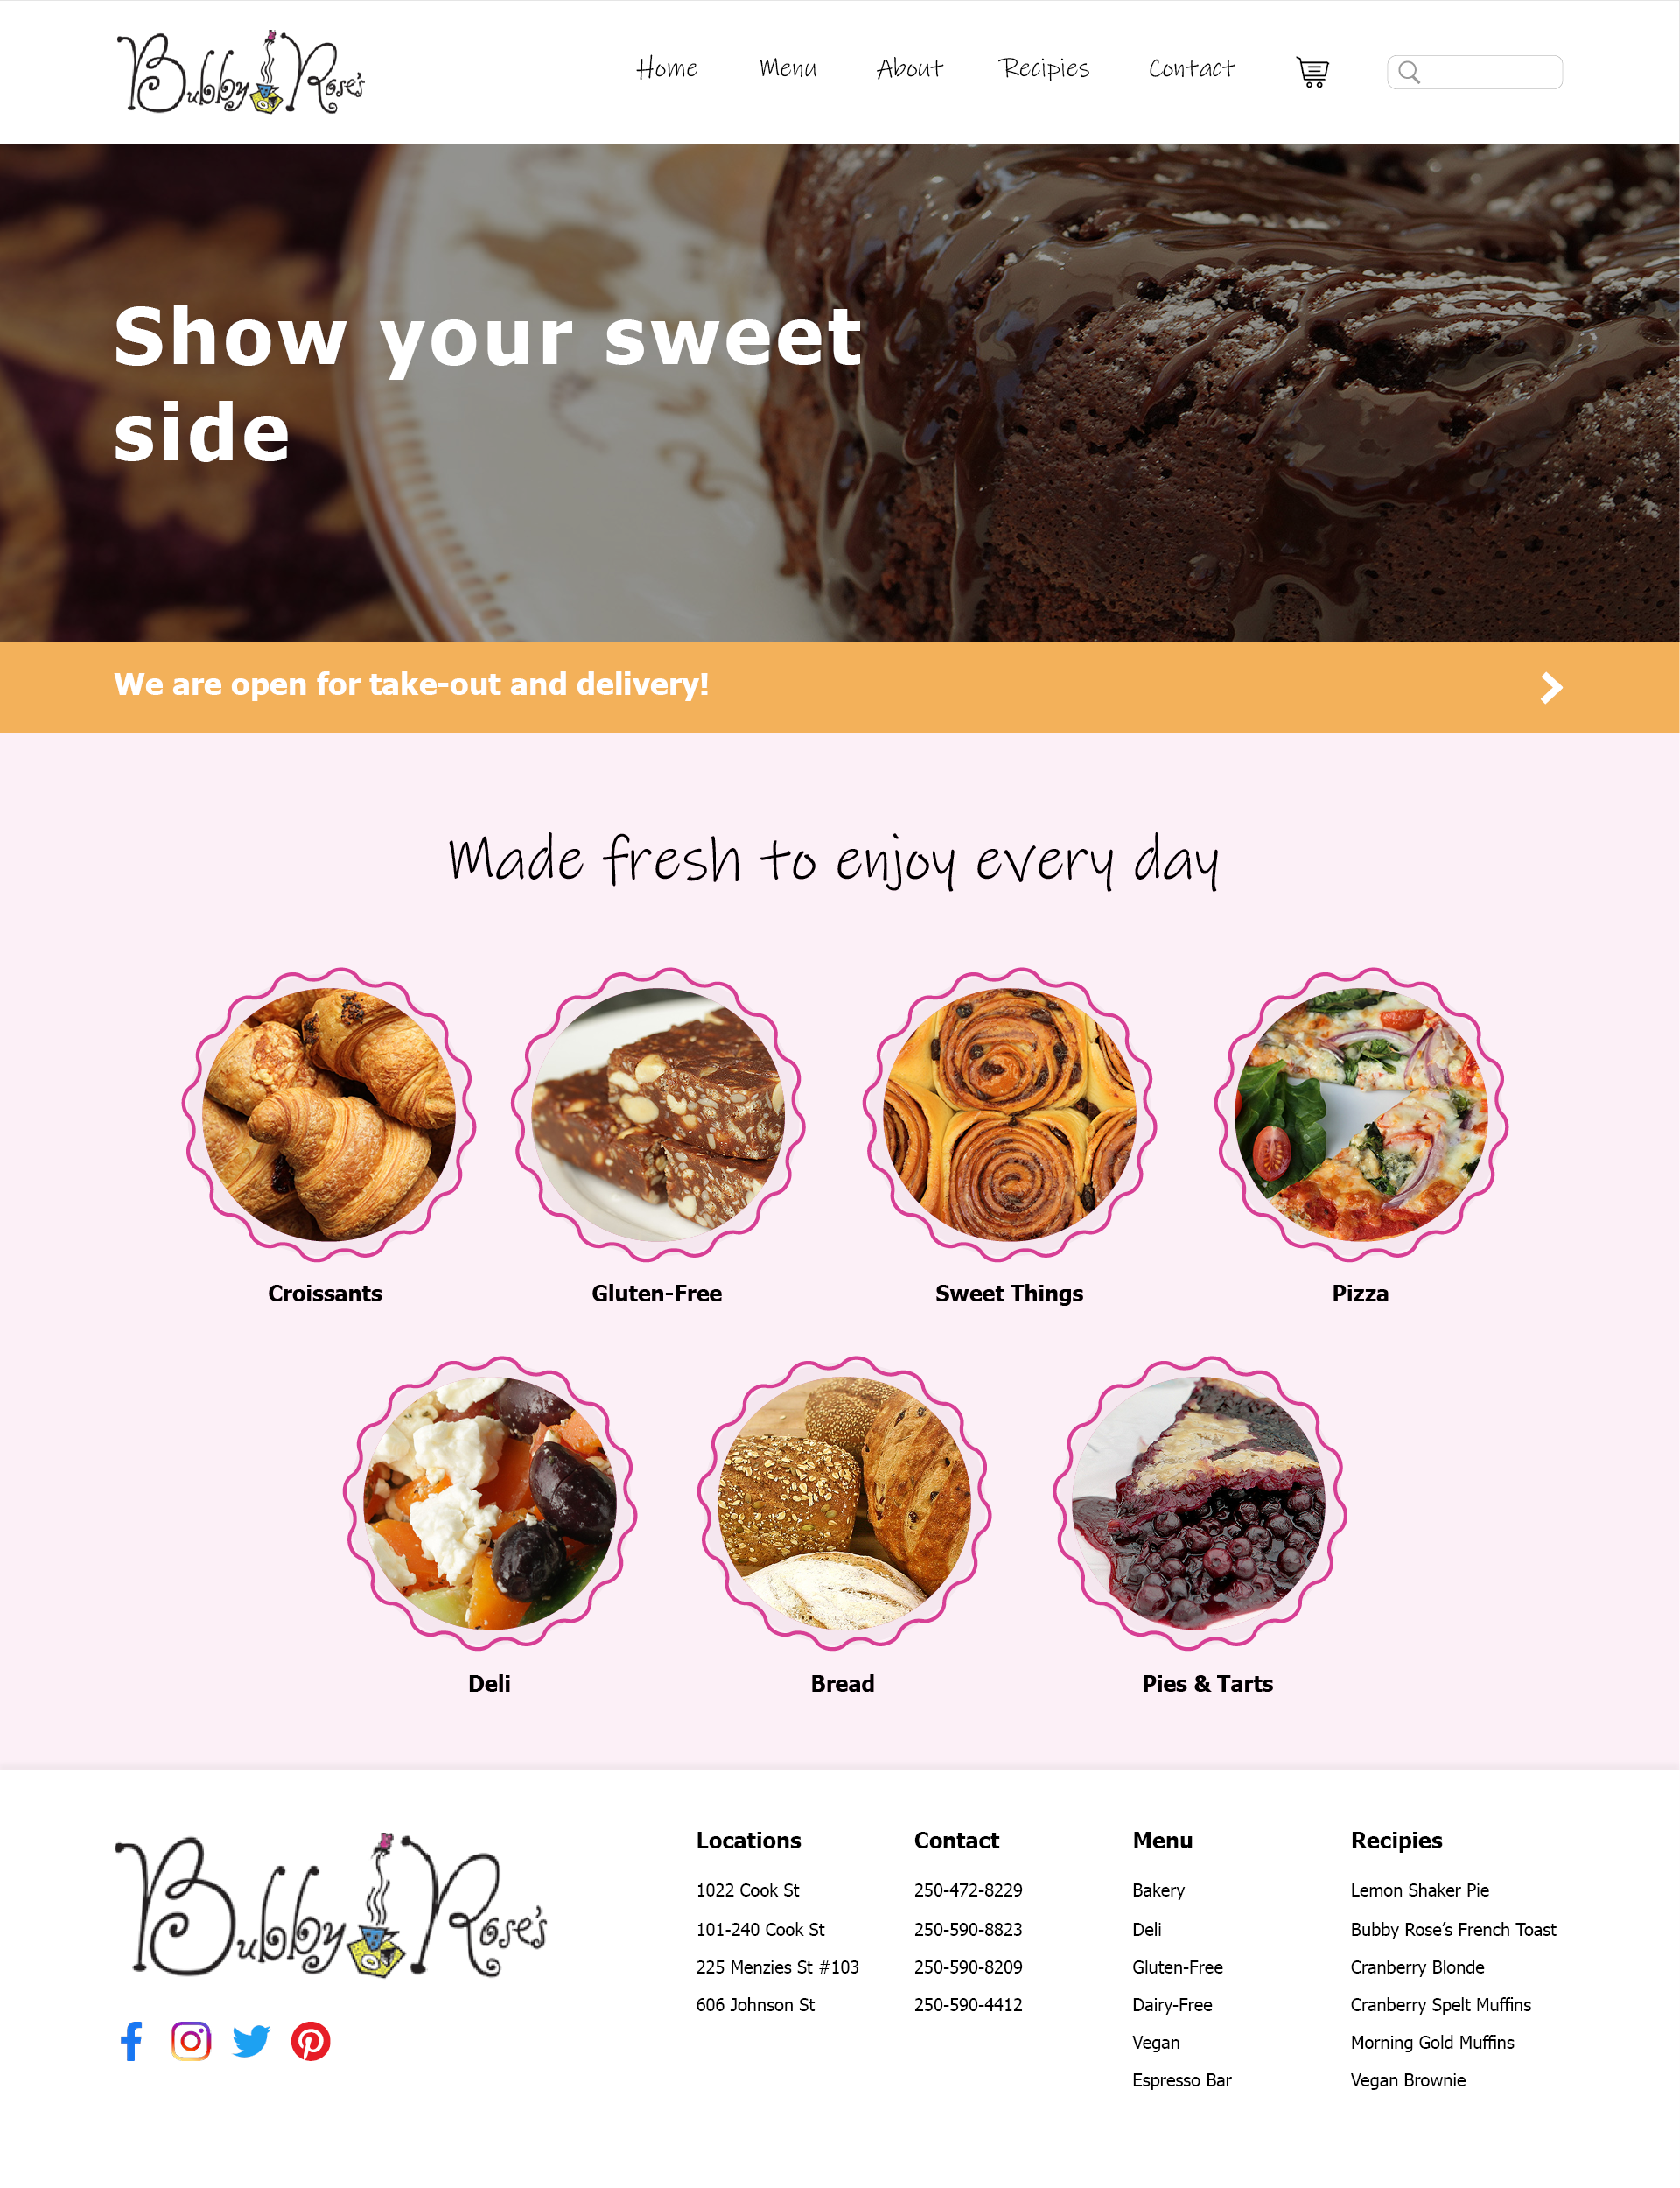 Bubby Rose's
Home Menu About Recipies Contact
Show your sweet
side
We are open for take-out and delivery!
Made fresh to enjoy every day
Croissants Gluten-Free Sweet Things Pizza
Deli Bread Pies & Tarts
Bubby Rose's
Locations
1022 Cook St
101-240 Cook St
225 Menzies St #103
606 Johnson St
Contact
250-472-8229
250-590-8823
250-590-8209
250-590-4412
Menu
Bakery
Deli
Gluten-Free
Dairy-Free
Vegan
Espresso Bar
Recipies
Lemon Shaker Pie
Bubby Rose’s French Toast
Cranberry Blonde
Cranberry Spelt Muffins
Morning Gold Muffins
Vegan Brownie